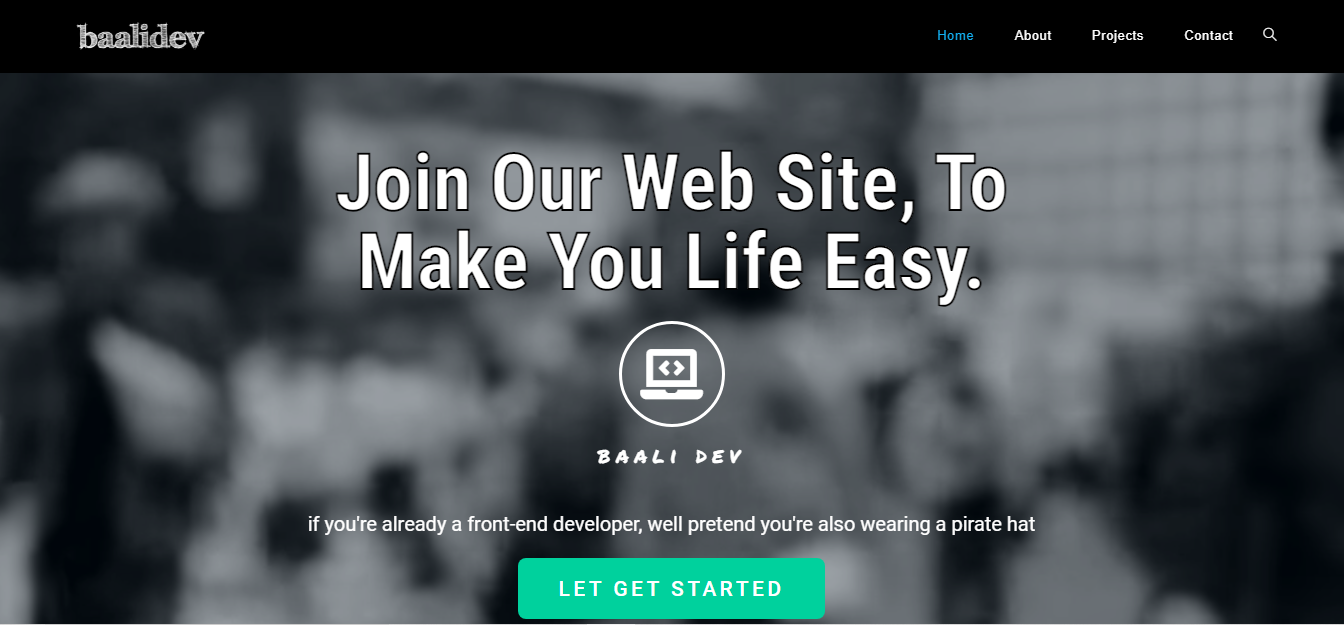 baalidev
Home About Projects Contact
Join Our Web Site, To
Make You Life Easy.
BAALI DEV
if you're already a front-end developer, well pretend you're also wearing a pirate hat
LET GET STARTED